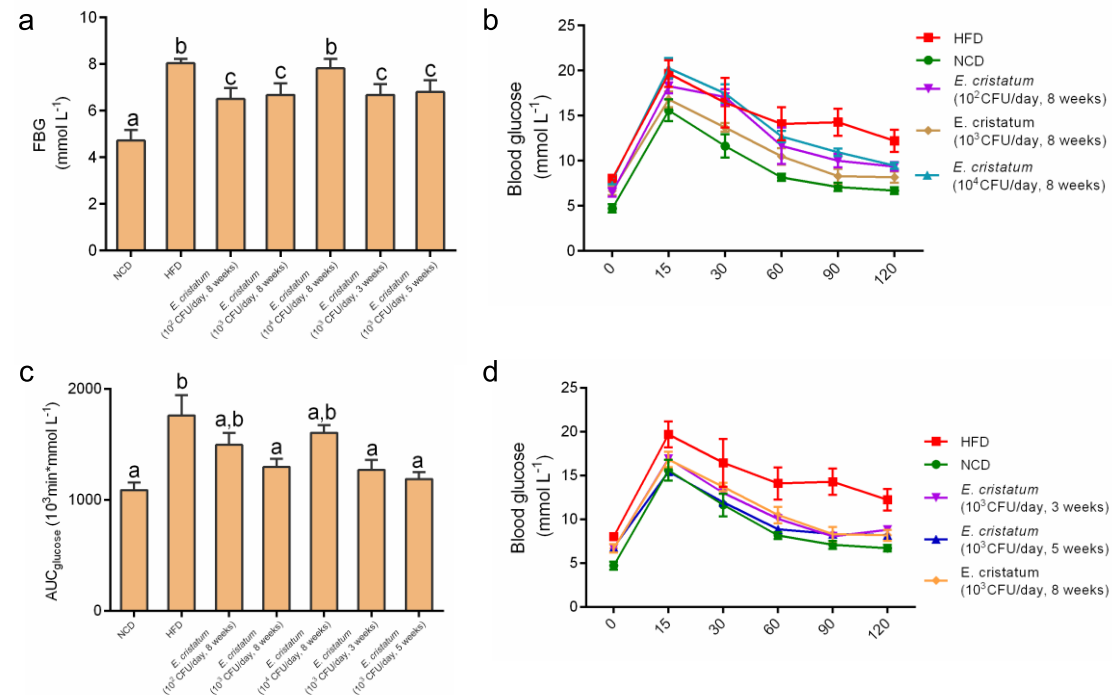 a
FBG
(mmol L⁻¹)
10
8
6
4
2
0
a
b
c
c
b
c
c
NCD
HFD
E. cristatum
(10² CFU/day, 8 weeks)
E. cristatum
(10³ CFU/day, 8 weeks)
E. cristatum
(10⁴ CFU/day, 8 weeks)
E. cristatum
(10³ CFU/day, 3 weeks)
E. cristatum
(10³ CFU/day, 5 weeks)
b
Blood glucose
(mmol L⁻¹)
25
20
15
10
5
0
0
15
30
60
90
120
HFD
NCD
E. cristatum
(10²CFU/day, 8 weeks)
E. cristatum
(10³CFU/day, 8 weeks)
E. cristatum
(10⁴CFU/day, 8 weeks)
c
AUCglucose (10³min*mmol L⁻¹)
2000
1000
0
a
b
a,b
a
a,b
a
a
NCD
HFD
E. cristatum
(10² CFU/day, 8 weeks)
E. cristatum
(10³ CFU/day, 8 weeks)
E. cristatum
(10⁴ CFU/day, 8 weeks)
E. cristatum
(10³ CFU/day, 3 weeks)
E. cristatum
(10³ CFU/day, 5 weeks)
d
Blood glucose
(mmol L⁻¹)
25
20
15
10
5
0
0
15
30
60
90
120
HFD
NCD
E. cristatum
(10³CFU/day, 3 weeks)
E. cristatum
(10³CFU/day, 5 weeks)
E. cristatum
(10³CFU/day, 8 weeks)